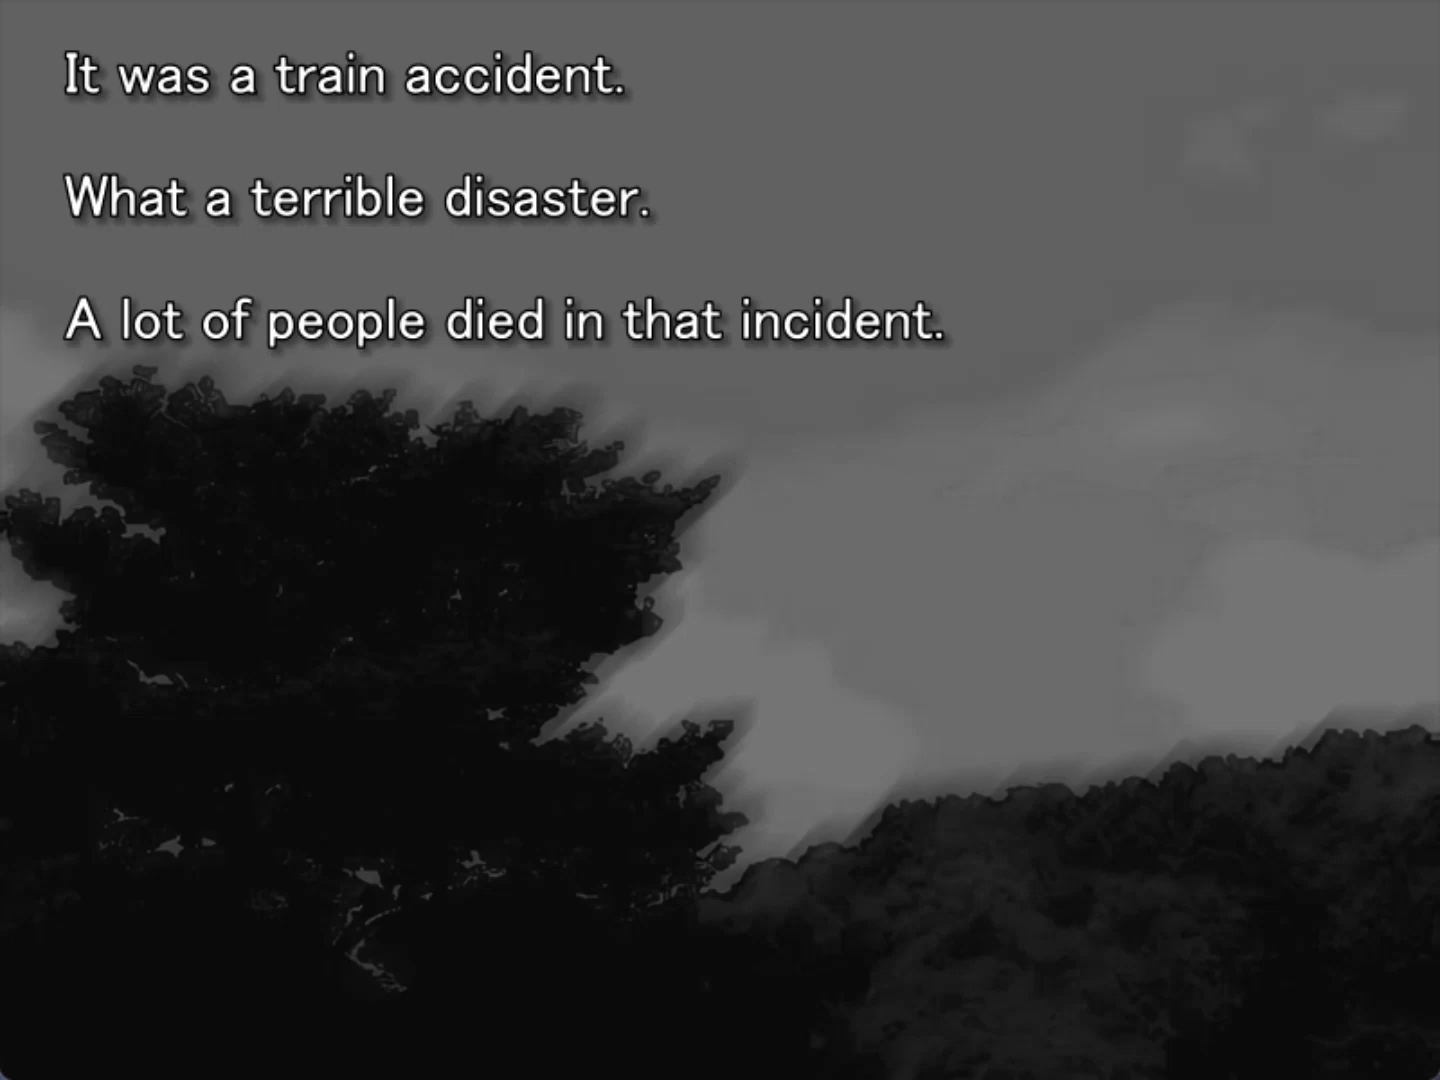 It was a train accident.
What a terrible disaster.
A lot of people died in that incident.